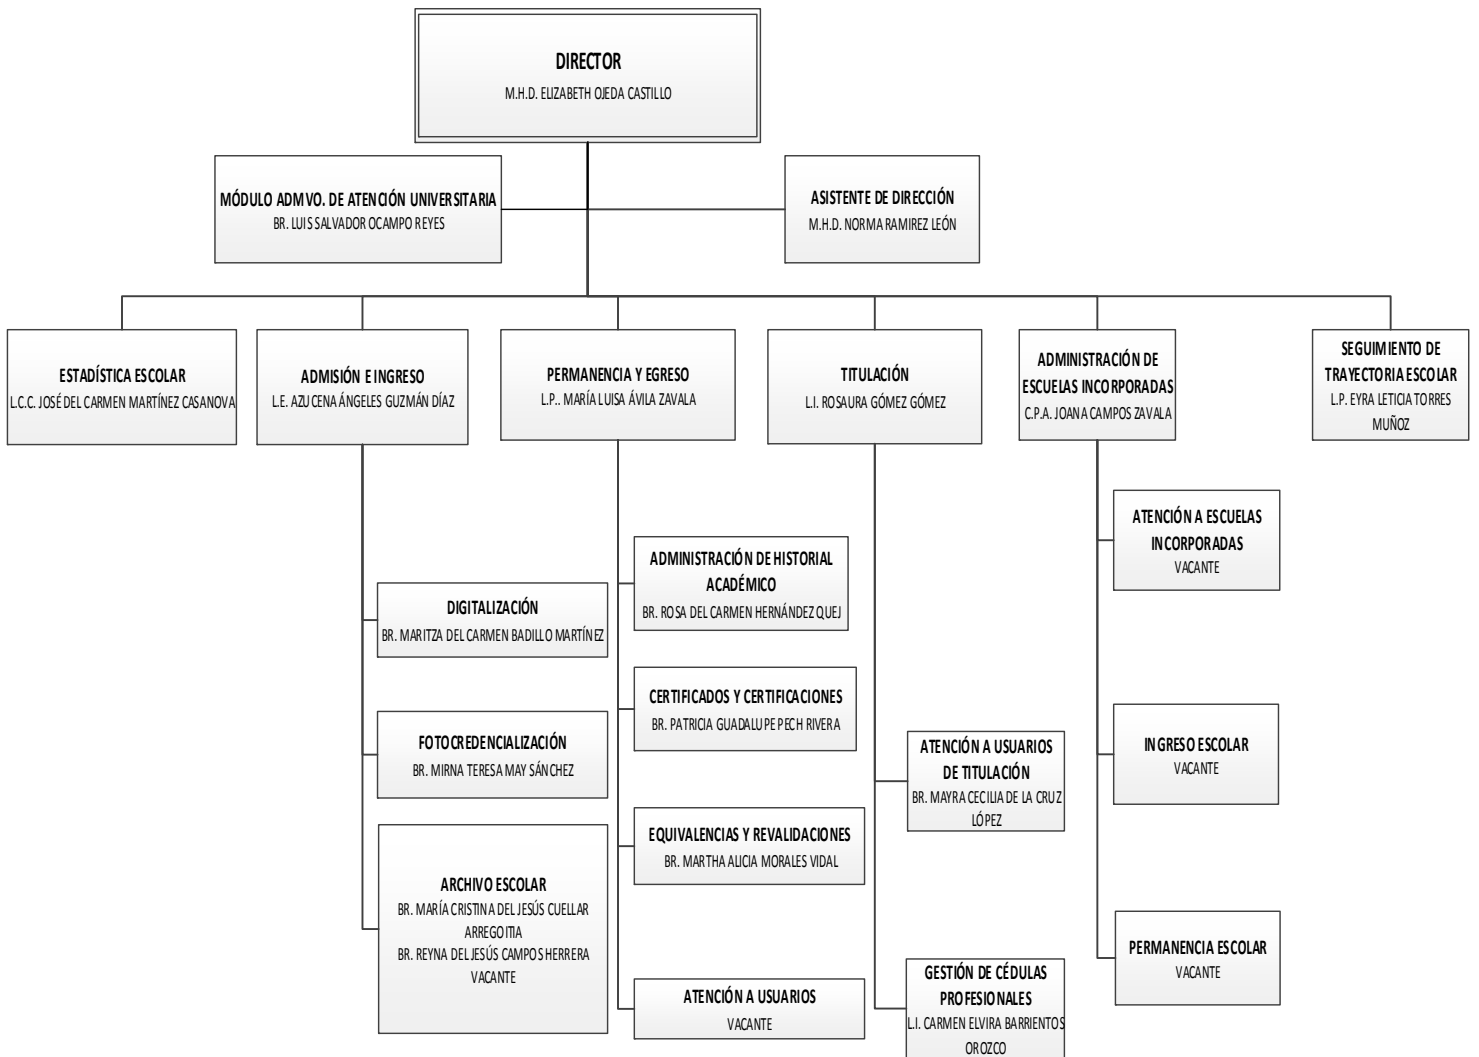 DIRECTOR
M.H.D. ELIZABETH OJEDA CASTILLO
MÓDULO ADMVO. DE ATENCIÓN UNIVERSITARIA
BR. LUIS SALVADOR OCAMPO REYES
ASISTENTE DE DIRECCIÓN
M.H.D. NORMA RAMIREZ LEÓN
ESTADÍSTICA ESCOLAR
L.C.C. JOSÉ DEL CARMEN MARTÍNEZ CASANOVA
ADMISIÓN E INGRESO
L.E. AZUCENA ÁNGELES GUZMÁN DÍAZ
PERMANENCIA Y EGRESO
L.P.. MARÍA LUISA ÁVILA ZAVALA
TITULACIÓN
L.I. ROSAURA GÓMEZ GÓMEZ
ADMINISTRACIÓN DE
ESCUELAS INCORPORADAS
C.P.A. JOANA CAMPOS ZAVALA
SEGUIMIENTO DE
TRAYECTORIA ESCOLAR
L.P. EYRA LETICIA TORRES
MUÑOZ
DIGITALIZACIÓN
BR. MARITZA DEL CARMEN BADILLO MARTÍNEZ
FOTOCREDENCIALIZACIÓN
BR. MIRNA TERESA MAY SÁNCHEZ
ARCHIVO ESCOLAR
BR. MARÍA CRISTINA DEL JESÚS CUELLAR
ARREGOITIA
BR. REYNA DEL JESÚS CAMPOS HERRERA
VACANTE
ADMINISTRACIÓN DE HISTORIAL
ACADÉMICO
BR. ROSA DEL CARMEN HERNÁNDEZ QUEJ
CERTIFICADOS Y CERTIFICACIONES
BR. PATRICIA GUADALUPE PECH RIVERA
EQUIVALENCIAS Y REVALIDACIONES
BR. MARTHA ALICIA MORALES VIDAL
ATENCIÓN A USUARIOS
VACANTE
ATENCIÓN A USUARIOS
DE TITULACIÓN
BR. MAYRA CECILIA DE LA CRUZ
LÓPEZ
GESTIÓN DE CÉDULAS
PROFESIONALES
L.I. CARMEN ELVIRA BARRIENTOS
OROZCO
ATENCIÓN A ESCUELAS
INCORPORADAS
VACANTE
INGRESO ESCOLAR
VACANTE
PERMANENCIA ESCOLAR
VACANTE